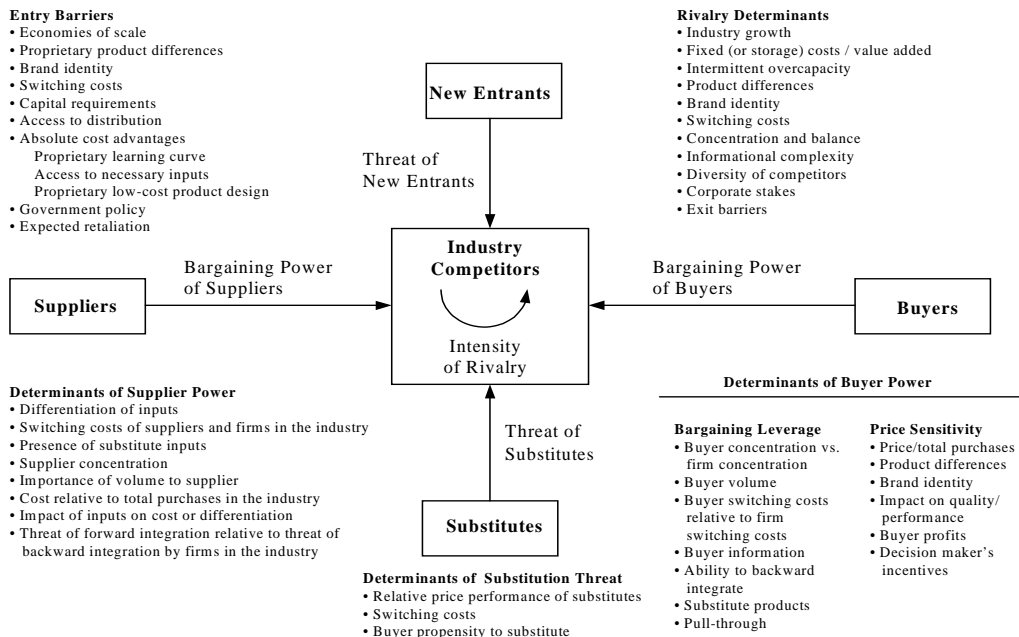 Entry Barriers
• Economies of scale
• Proprietary product differences
• Brand identity
• Switching costs
• Capital requirements
• Access to distribution
• Absolute cost advantages
Proprietary learning curve
Access to necessary inputs
Proprietary low-cost product design
• Government policy
• Expected retaliation
New Entrants
Threat of
New Entrants
Rivalry Determinants
• Industry growth
• Fixed (or storage) costs / value added
• Intermittent overcapacity
• Product differences
• Brand identity
• Switching costs
• Concentration and balance
• Informational complexity
• Diversity of competitors
• Corporate stakes
• Exit barriers
Suppliers
Bargaining Power
of Suppliers
Industry
Competitors
Intensity
of Rivalry
Bargaining Power
of Buyers
Buyers
Determinants of Supplier Power
• Differentiation of inputs
• Switching costs of suppliers and firms in the industry
• Presence of substitute inputs
• Supplier concentration
• Importance of volume to supplier
• Cost relative to total purchases in the industry
• Impact of inputs on cost or differentiation
• Threat of forward integration relative to threat of
backward integration by firms in the industry
Threat of
Substitutes
Substitutes
Determinants of Substitution Threat
• Relative price performance of substitutes
• Switching costs
• Buyer propensity to substitute
Determinants of Buyer Power
Bargaining Leverage
• Buyer concentration vs.
firm concentration
• Buyer volume
• Buyer switching costs
relative to firm
switching costs
• Buyer information
• Ability to backward
integrate
• Substitute products
• Pull-through
Price Sensitivity
• Price/total purchases
• Product differences
• Brand identity
• Impact on quality/
performance
• Buyer profits
• Decision maker's
incentives